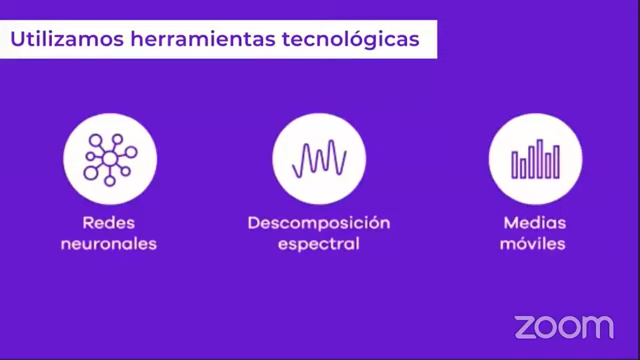 Utilizamos herramientas tecnológicas
Redes
neuronales
Descomposición
espectral
Medias
móviles
zoom